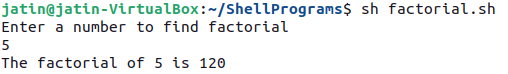 jatin@jatin-VirtualBox:~/ShellPrograms$ sh factorial.sh
Enter a number to find factorial
5
The factorial of 5 is 120